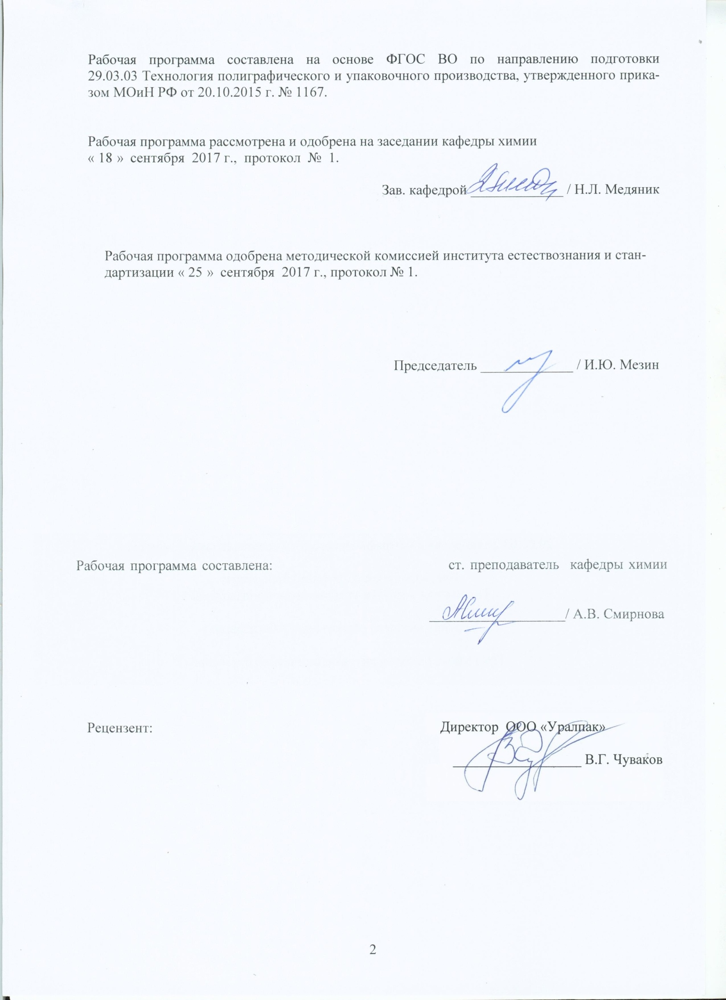 Рабочая программа составлена на основе ФГОС ВО по направлению подготовки
29.03.03 Технология полиграфического и упаковочного производства, утвержденного прика-
зом МОиН РФ от 20.10.2015 г. № 1167.
Рабочая программа рассмотрена и одобрена на заседании кафедры химии
« 18 » сентября 2017 г., протокол № 1.
Зав. кафедрой ______________ / Н.Л. Медяник
Рабочая программа одобрена методической комиссией института естествознания и стан-
дартизации « 25 » сентября 2017 г., протокол № 1.
Председатель ______________ / И.Ю. Мезин
Рабочая программа составлена: ст. преподаватель кафедры химии
____________________/ А.В. Смирнова
Рецензент: Директор ООО «Уралпак»
___________________ В.Г. Чуваков
2